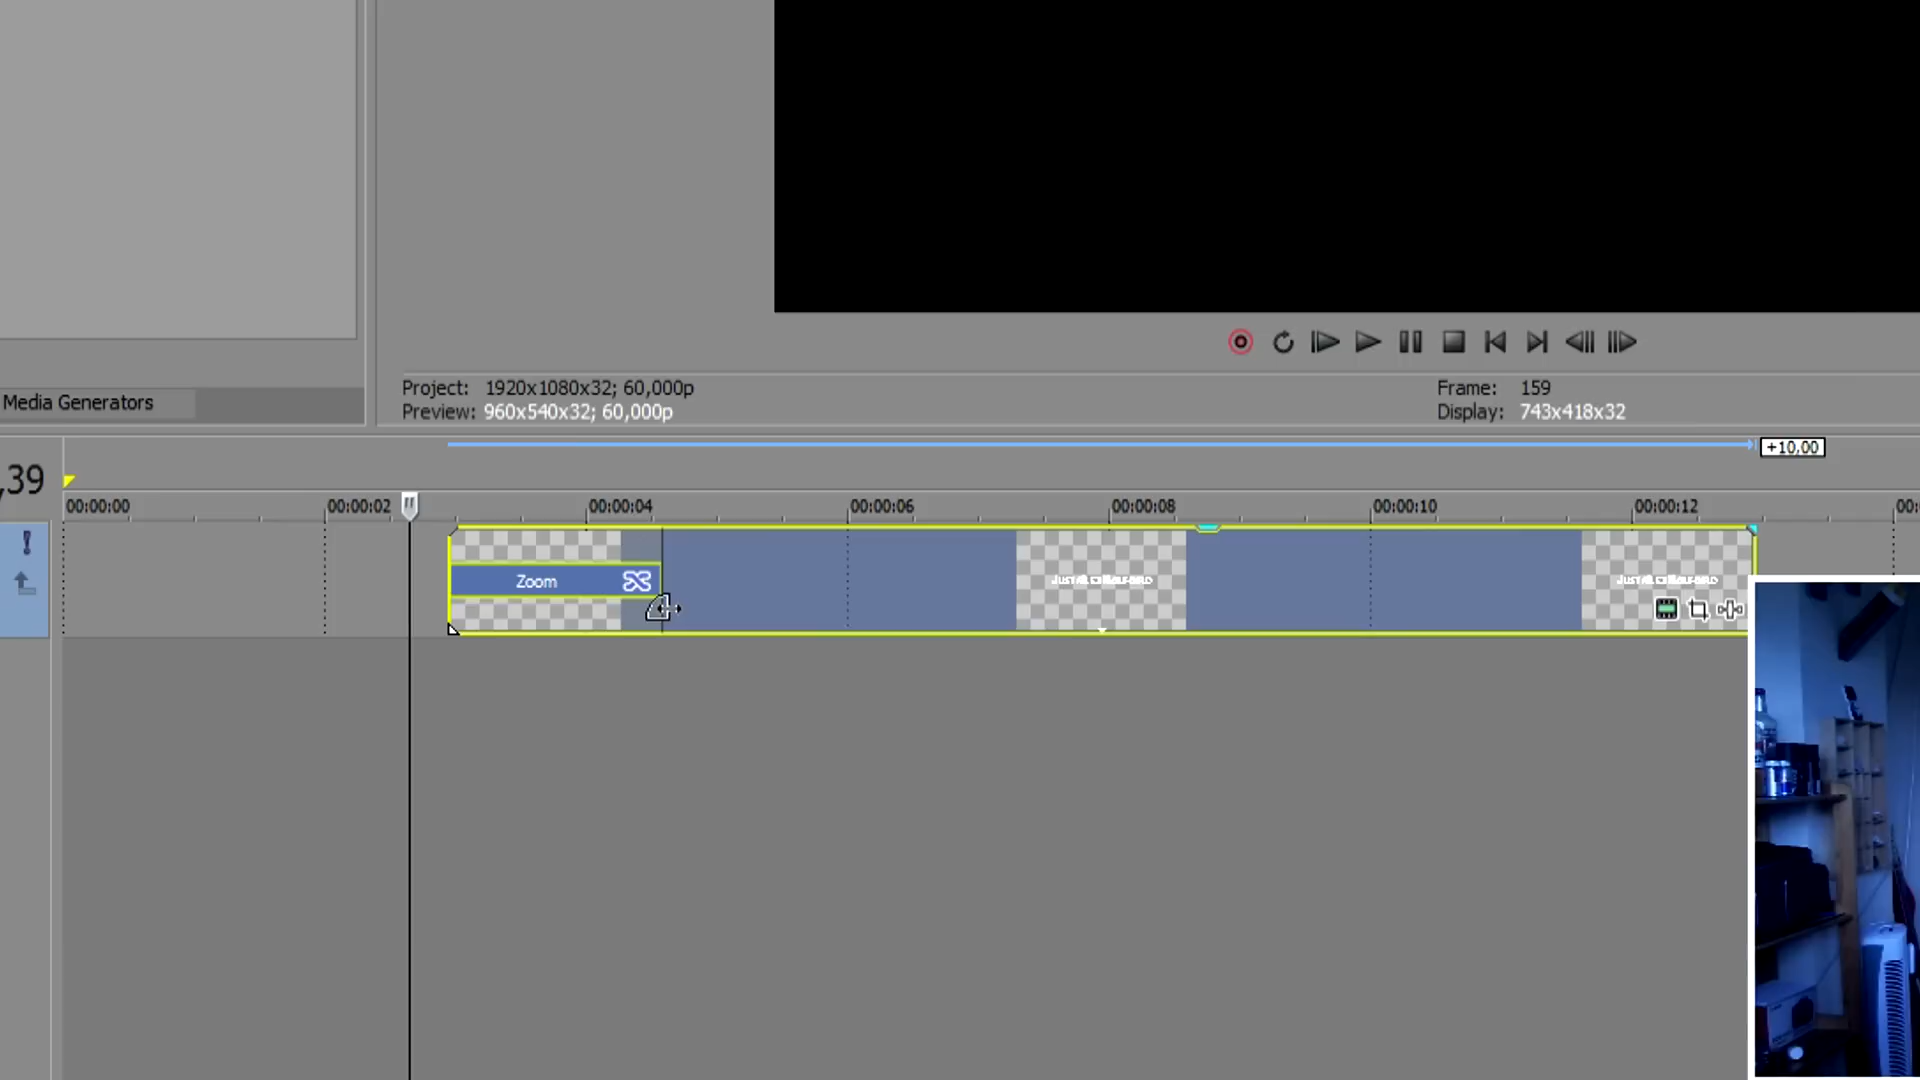 Project: 1920x1080x32; 60,000p
Frame: 159
Media Generators
Preview: 960x540x32; 60,000p
Display: 743x418x32
+10,00
,39
00:00:00 00:00:02 00:00:04 00:00:06 00:00:08 00:00:10 00:00:12 00:
Zoom